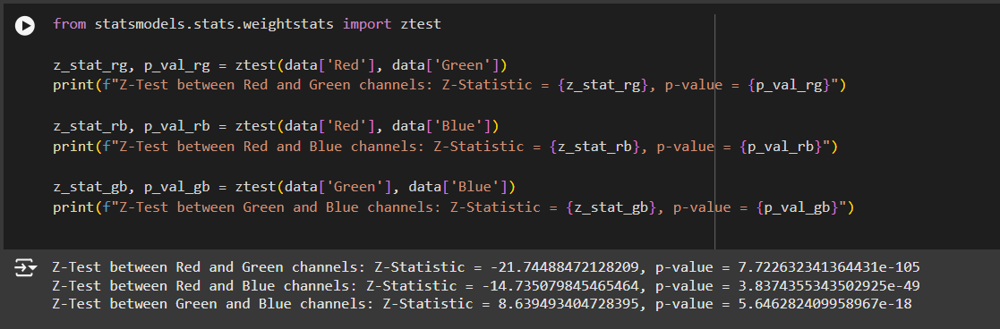 from statsmodels.stats.weightstats import ztest
z_stat_rg, p_val_rg = ztest(data['Red'], data['Green'])
print(f"Z-Test between Red and Green channels: Z-Statistic = {z_stat_rg}, p-value = {p_val_rg}")
z_stat_rb, p_val_rb = ztest(data['Red'], data['Blue'])
print(f"Z-Test between Red and Blue channels: Z-Statistic = {z_stat_rb}, p-value = {p_val_rb}")
z_stat_gb, p_val_gb = ztest(data['Green'], data['Blue'])
print(f"Z-Test between Green and Blue channels: Z-Statistic = {z_stat_gb}, p-value = {p_val_gb}")
Z-Test between Red and Green channels: Z-Statistic = -21.74488472128209, p-value = 7.722632341364431e-105
Z-Test between Red and Blue channels: Z-Statistic = -14.735079845465464, p-value = 3.8374355343502925e-49
Z-Test between Green and Blue channels: Z-Statistic = 8.639493404728395, p-value = 5.646282409958967e-18